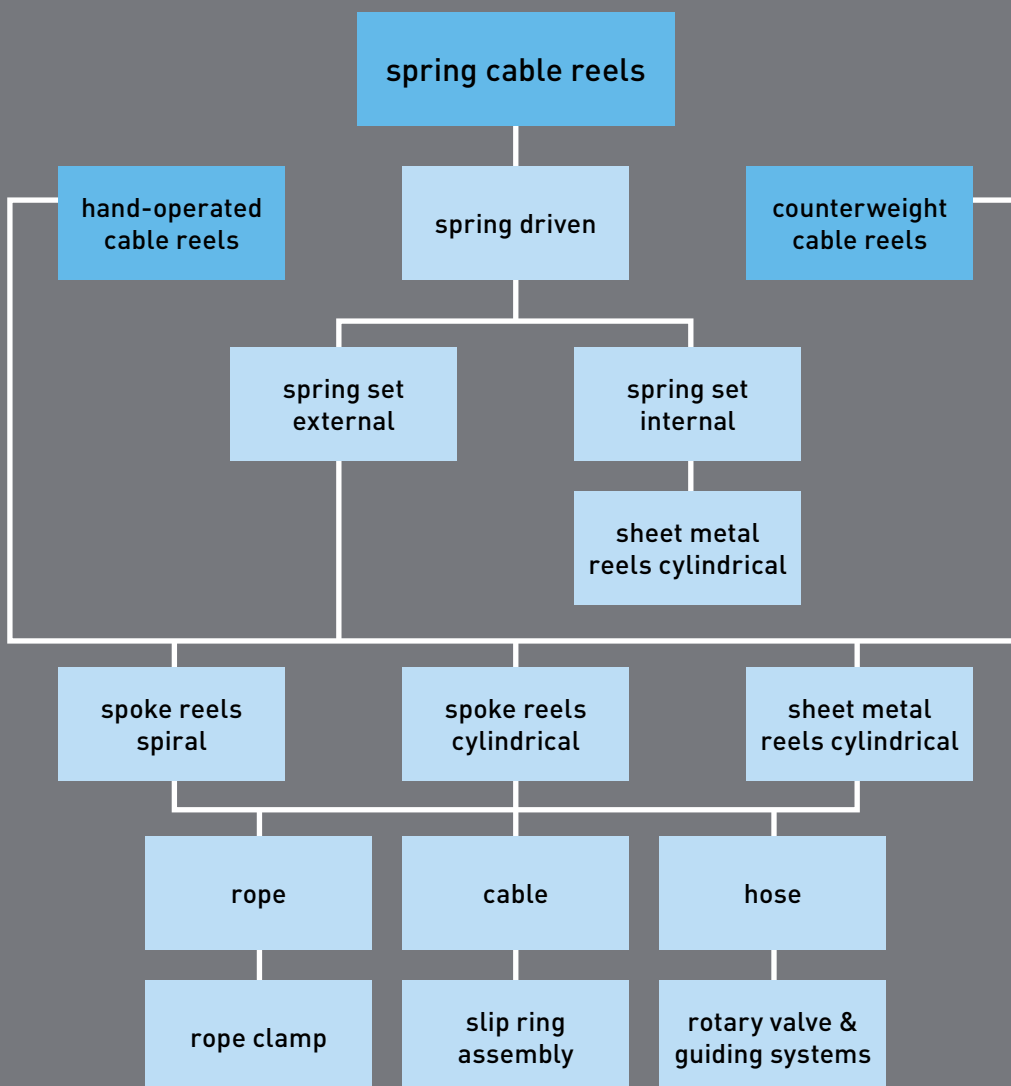 spring cable reels
hand-operated
cable reels
spring driven
counterweight
cable reels
spring set
external
spring set
internal
sheet metal
reels cylindrical
spoke reels
spiral
spoke reels
cylindrical
sheet metal
reels cylindrical
rope
cable
hose
rope clamp
slip ring
assembly
rotary valve &
guiding systems